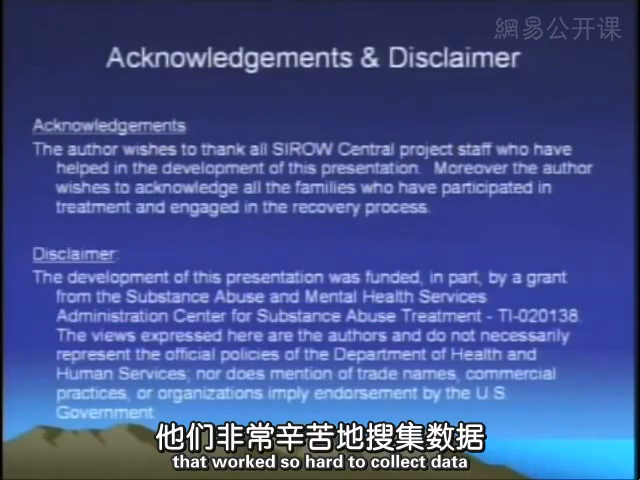 網易公开课
Acknowledgements & Disclaimer
Acknowledgements
The author wishes to thank all SIROW Central project staff who have
helped in the development of this presentation. Moreover the author
wishes to acknowledge all the families who have participated in
treatment and engaged in the recovery process.
Disclaimer:
The development of this presentation was funded, in part, by a grant
from the Substance Abuse and Mental Health Services
Administration Center for Substance Abuse Treatment - TI-020138.
The views expressed here are the authors and do not necessarily
represent the official policies of the Department of Health and
Human Services; nor does mention of trade names, commercial
practices, or organizations imply endorsement by the U.S.
Government.
他们非常辛苦地搜集数据
that worked so hard to collect data